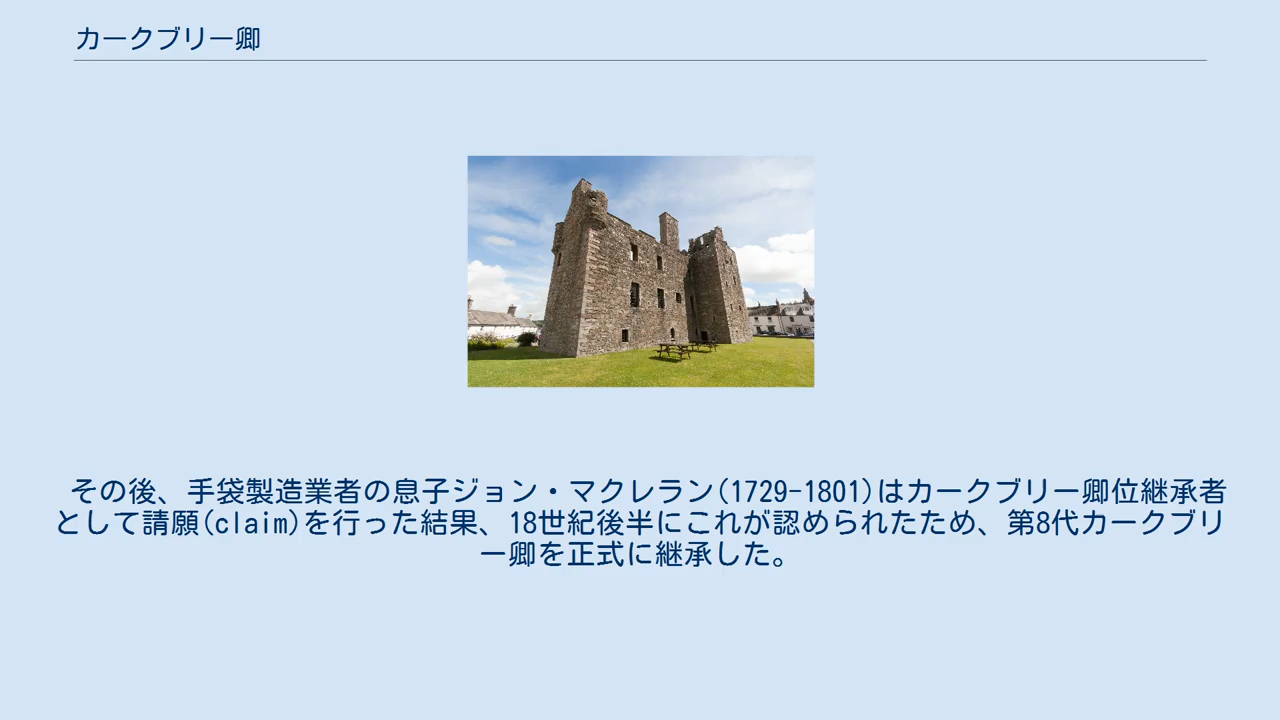 カークブリー卿
その後、手袋製造業者の息子ジョン・マクレラン(1729-1801)はカークブリー卿位継承者
として請願(claim)を行った結果、18世紀後半にこれが認められたため、第8代カークブリ
ー卿を正式に継承した。